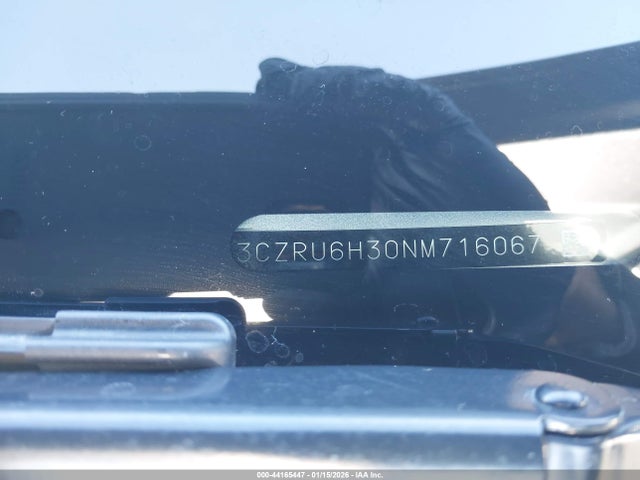 3CZRU6H30NM716067
000-44165447 - 01/15/2026 - IAA Inc.